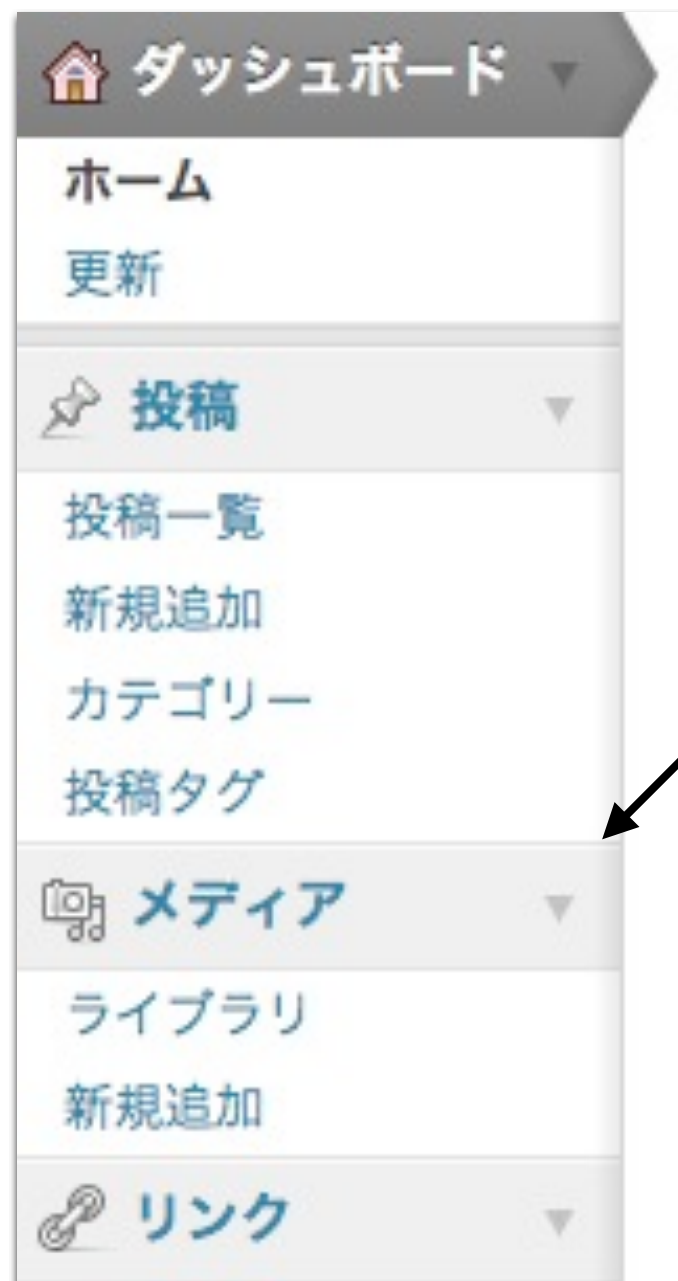 ダッシュボード
ホーム
更新
投稿
投稿一覧
新規追加
カテゴリー
投稿タグ
メディア
ライブラリ
新規追加
リンク